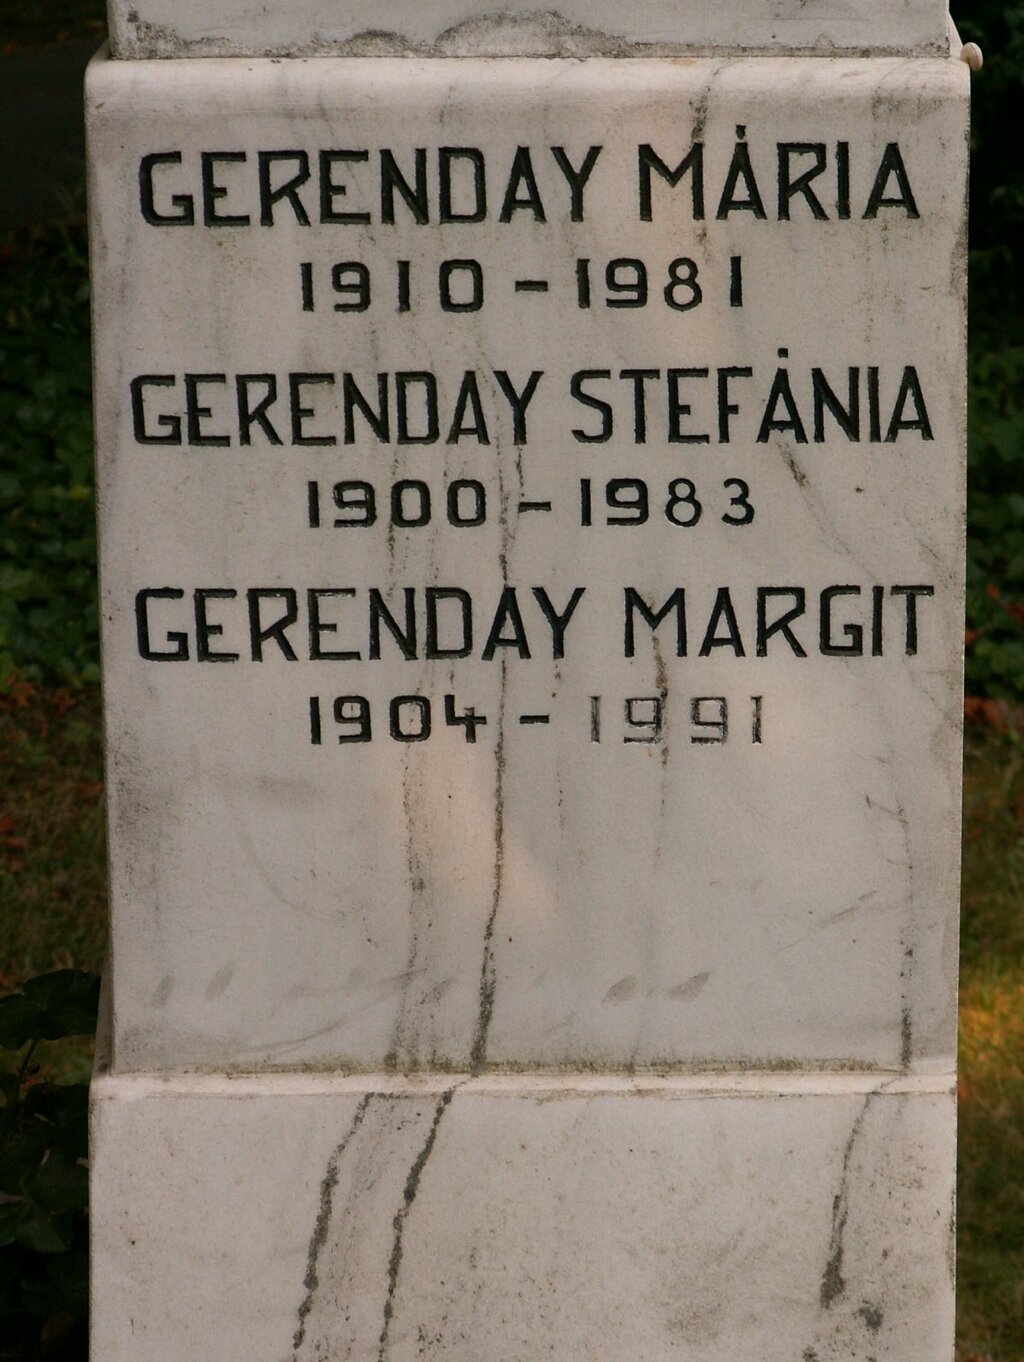 GERENDAY MÁRIA
1910 - 1981
GERENDAY STEFÁNIA
1900 - 1983
GERENDAY MARGIT
1904 - 1991